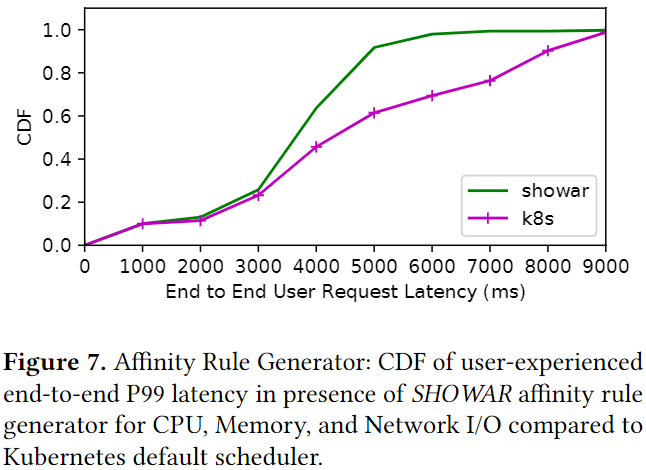 1.0
0.8
0.6
0.4
0.2
0.0
CDF
showar
k8s
0 1000 2000 3000 4000 5000 6000 7000 8000 9000
End to End User Request Latency (ms)
Figure 7. Affinity Rule Generator: CDF of user-experienced
end-to-end P99 latency in presence of SHOWAR affinity rule
generator for CPU, Memory, and Network I/O compared to
Kubernetes default scheduler.